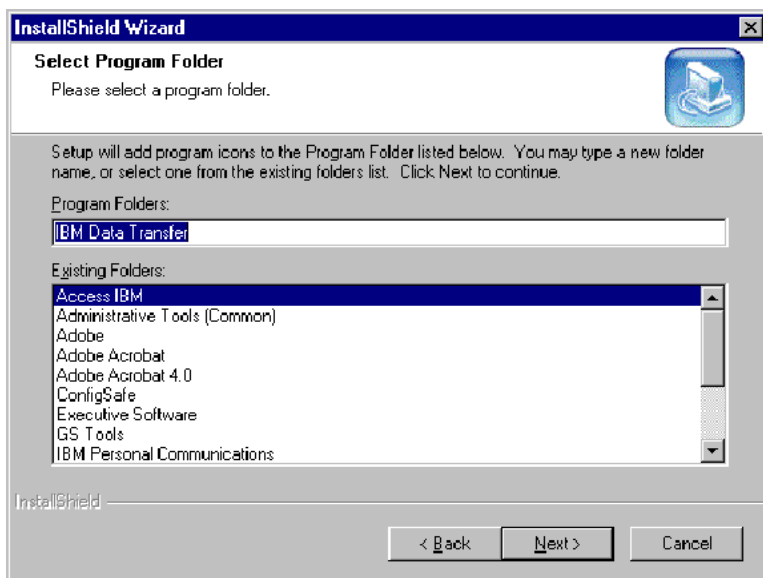 InstallShield Wizard
Select Program Folder
Please select a program folder.
Setup will add program icons to the Program Folder listed below. You may type a new folder
name, or select one from the existing folders list. Click Next to continue.
Program Folders:
IBM Data Transfer
Existing Folders:
Access IBM
Administrative Tools (Common)
Adobe
Adobe Acrobat
Adobe Acrobat 4.0
ConfigSafe
Executive Software
GS Tools
IBM Personal Communications
InstallShield
< Back
Next >
Cancel